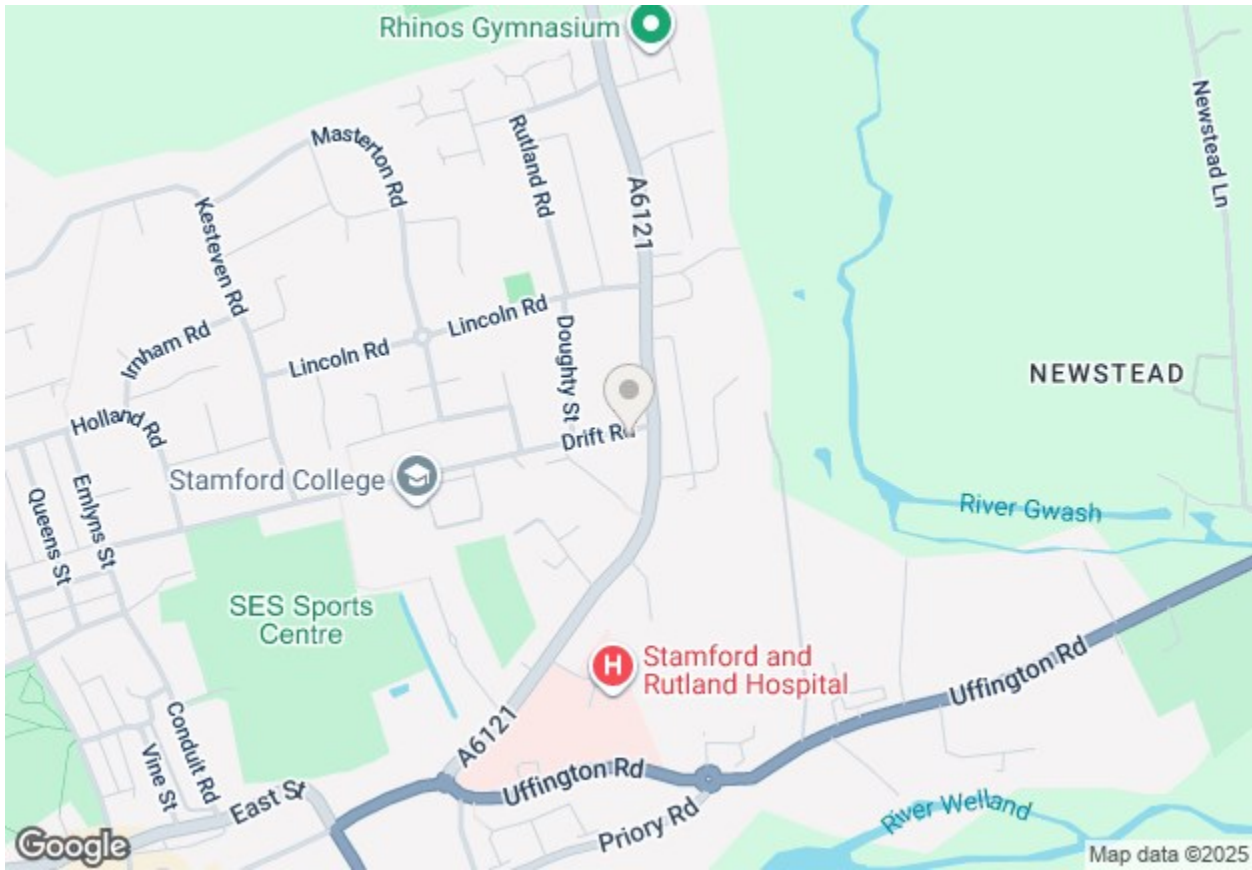 Rhinos Gymnasium
Masterton Rd
Rutland Rd
A6121
Newstead Ln
Kesteven Rd
Irnham Rd
Lincoln Rd
Lincoln Rd
Doughty St
NEWSTEAD
Holland Rd
Drift Rd
Stamford College
Queens St
Emlyns St
River Gwash
SES Sports
Centre
H
Stamford and
Rutland Hospital
Uffington Rd
Conduit Rd
Vine St
A6121
East St
Uffington Rd
Priory Rd
River Welland
Google
Map data ©2025